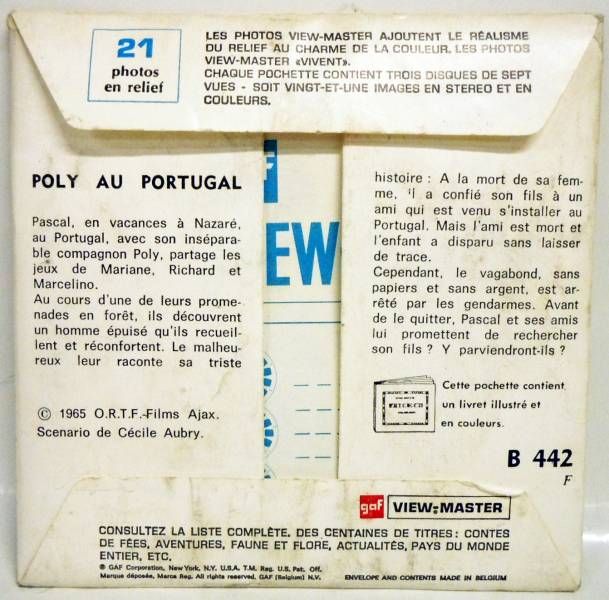 21
photos
en relief
LES PHOTOS VIEW-MASTER AJOUTENT LE RÉALISME
DU RELIEF AU CHARME DE LA COULEUR. LES PHOTOS
VIEW-MASTER «VIVENT».
CHAQUE POCHETTE CONTIENT TROIS DISQUES DE SEPT
VUES - SOIT VINGT-ET-UNE IMAGES EN STEREO ET EN
COULEURS.
POLY AU PORTUGAL
Pascal, en vacances à Nazaré,
au Portugal, avec son insépara-
ble compagnon Poly, partage les
jeux de Mariane, Richard et
Marcelino.
Au cours d'une de leurs prome-
nades en forêt, ils découvrent
un homme épuisé qu'ils recueil-
lent et réconfortent. Le malheu-
reux leur raconte sa triste
© 1965 O.R.T.F.-Films Ajax.
Scenario de Cécile Aubry.
EW
histoire : A la mort de sa fem-
me, il a confié son fils à un
ami qui est venu s'installer au
Portugal. Mais l'ami est mort et
l'enfant a disparu sans laisser
de trace.
Cependant, le vagabond, sans
papiers et sans argent, est ar-
rêté par les gendarmes. Avant
de le quitter, Pascal et ses amis
lui promettent de rechercher
son fils ? Y parviendront-ils ?
Cette pochette contient
un livret illustré et
en couleurs.
B 442
F
gaf VIEW-MASTER
CONSULTEZ LA LISTE COMPLÈTE. DES CENTAINES DE TITRES: CONTES
DE FÉES, AVENTURES, FAUNE ET FLORE, ACTUALITÉS, PAYS DU MONDE
ENTIER, ETC.
® GAF Corporation, New York, N.Y. U.S.A. T.M. Reg. U.S. Pat. Off.
Marque déposée, Marca Reg. All rights reserved. GAF (Belgium) N.V.
ENVELOPE AND CONTENTS MADE IN BELGIUM